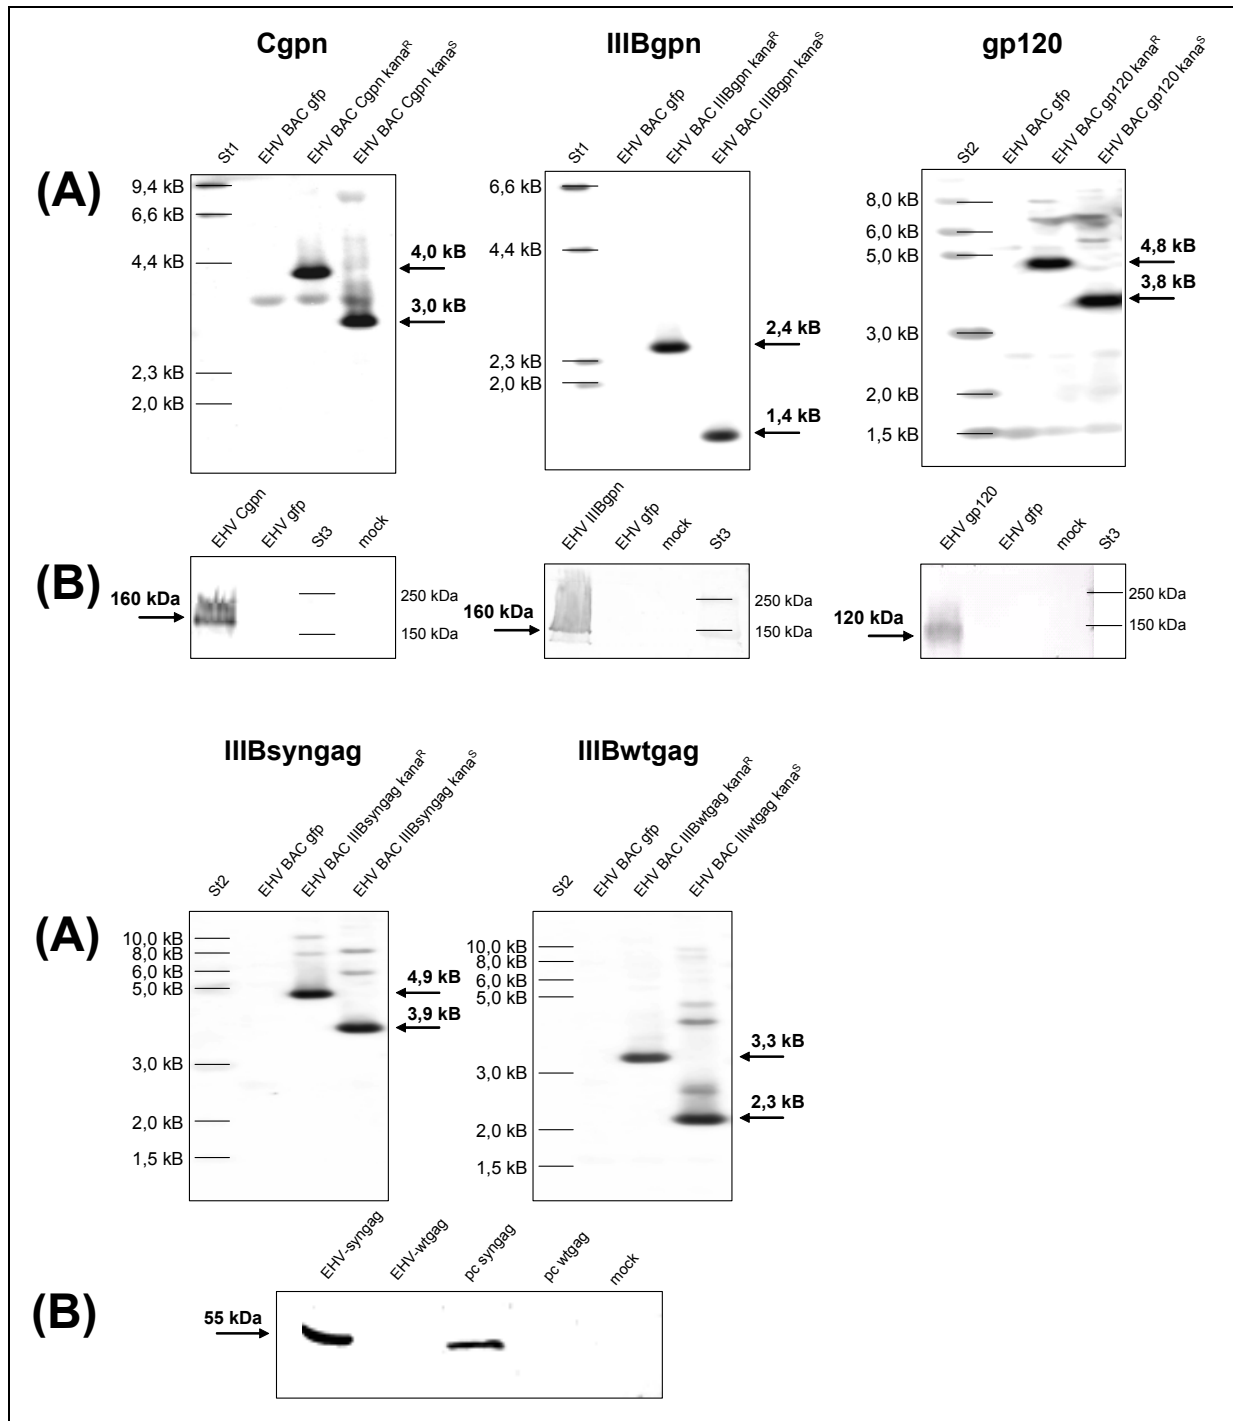 Cgpn
IIIBgpn
gp120
St1
EHV BAC gfp
EHV BAC Cgpn kanaR
EHV BAC Cgpn kanaS
St1
EHV BAC gfp
EHV BAC IIIBgpn kanaR
EHV BAC IIIBgpn kanaS
St2
EHV BAC gfp
EHV BAC gp120 kanaR
EHV BAC gp120 kanaS
(A)
9,4 kB
6,6 kB
4,4 kB
2,3 kB
2,0 kB
4,0 kB
3,0 kB
6,6 kB
4,4 kB
2,3 kB
2,0 kB
2,4 kB
1,4 kB
8,0 kB
6,0 kB
5,0 kB
3,0 kB
2,0 kB
1,5 kB
4,8 kB
3,8 kB
(B)
EHV Cgpn
EHV gfp
St3
mock
160 kDa
250 kDa
150 kDa
EHV IIIBgpn
EHV gfp
mock
St3
160 kDa
250 kDa
150 kDa
EHV gp120
EHV gfp
mock
St3
120 kDa
250 kDa
150 kDa
IIIBsyngag
IIIBwtgag
St2
EHV BAC gfp
EHV BAC IIIBsyngag kanaR
EHV BAC IIIBsyngag kanaS
St2
EHV BAC gfp
EHV BAC IIIBwtgag kanaR
EHV BAC IIIwtgag kanaS
(A)
10,0 kB
8,0 kB
6,0 kB
5,0 kB
3,0 kB
2,0 kB
1,5 kB
4,9 kB
3,9 kB
10,0 kB
8,0 kB
6,0 kB
5,0 kB
3,0 kB
2,0 kB
1,5 kB
3,3 kB
2,3 kB
(B)
EHV-syngag
EHV-wtgag
pc syngag
pc wtgag
mock
55 kDa